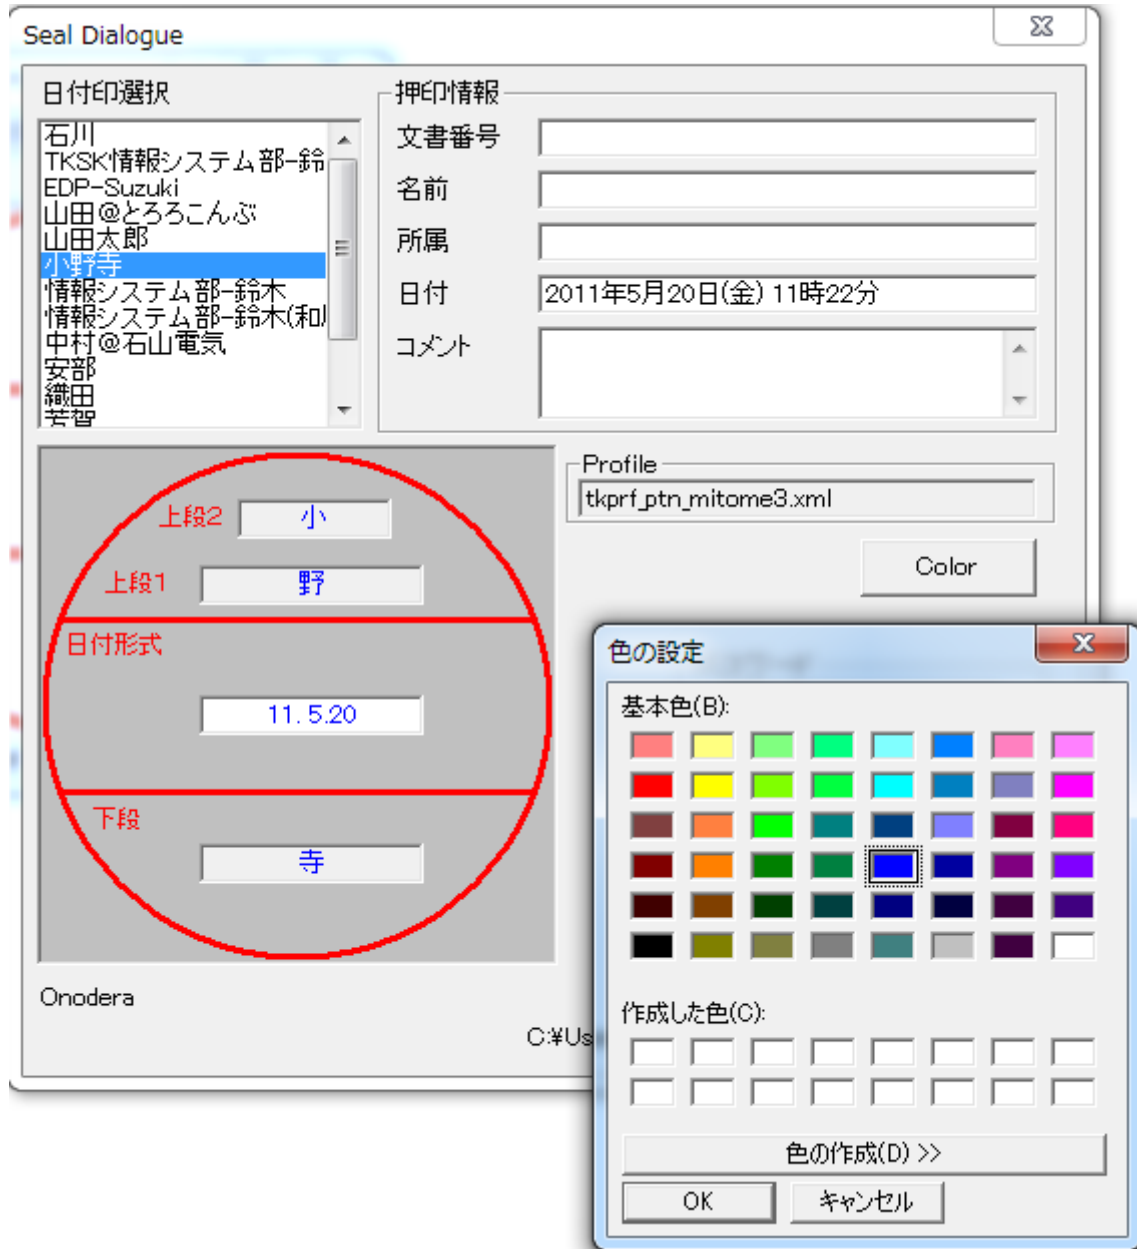 Seal Dialogue
日付印選択
石川
TKSK情報システム部-鈴
EDP-Suzuki
山田@とろろこんぶ
山田太郎
小野寺
情報システム部-鈴木
情報システム部-鈴木(和
中村@石山電気
安部
織田
芳賀
押印情報
文書番号
名前
所属
日付 2011年5月20日(金) 11時22分
コメント
上段2 小
上段1 野
日付形式
11. 5.20
下段
寺
Profile
tkprf_ptn_mitome3.xml
Color
Onodera
C:¥Us
色の設定
基本色(B):
作成した色(C):
色の作成(D) >>
OK キャンセル